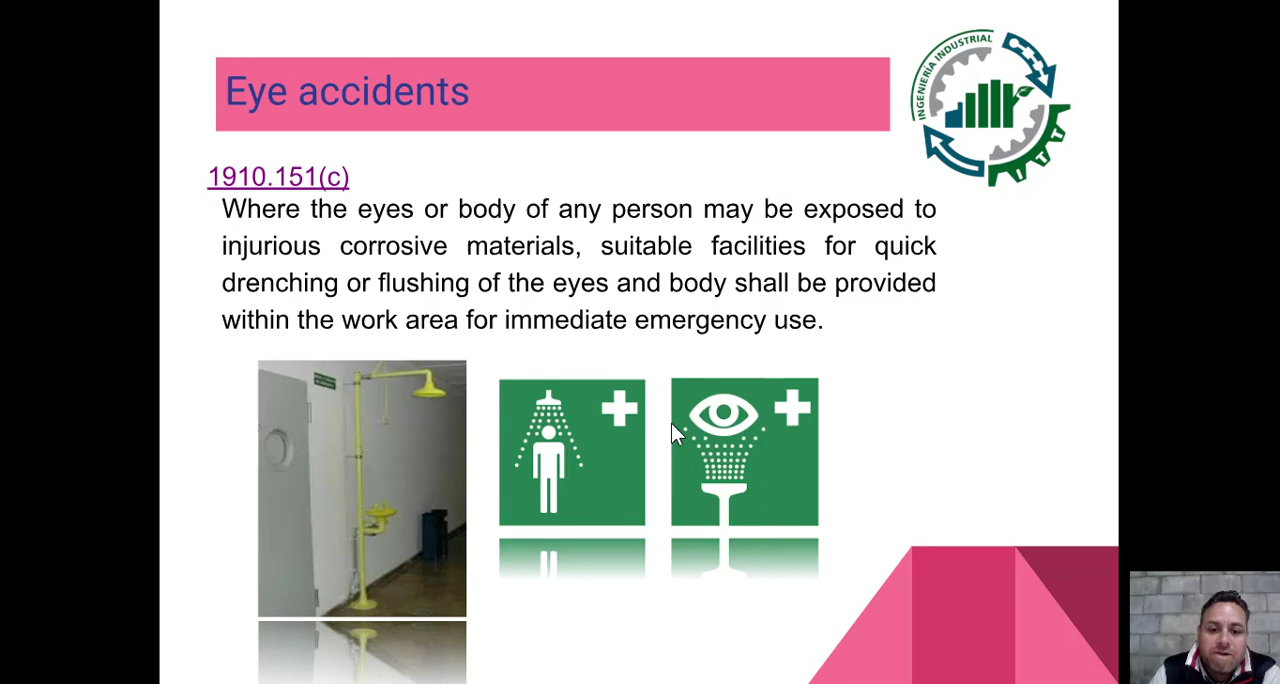 Eye accidents
INGENIERÍA INDUSTRIAL
ITT
1910.151(c)
Where the eyes or body of any person may be exposed to
injurious corrosive materials, suitable facilities for quick
drenching or flushing of the eyes and body shall be provided
within the work area for immediate emergency use.